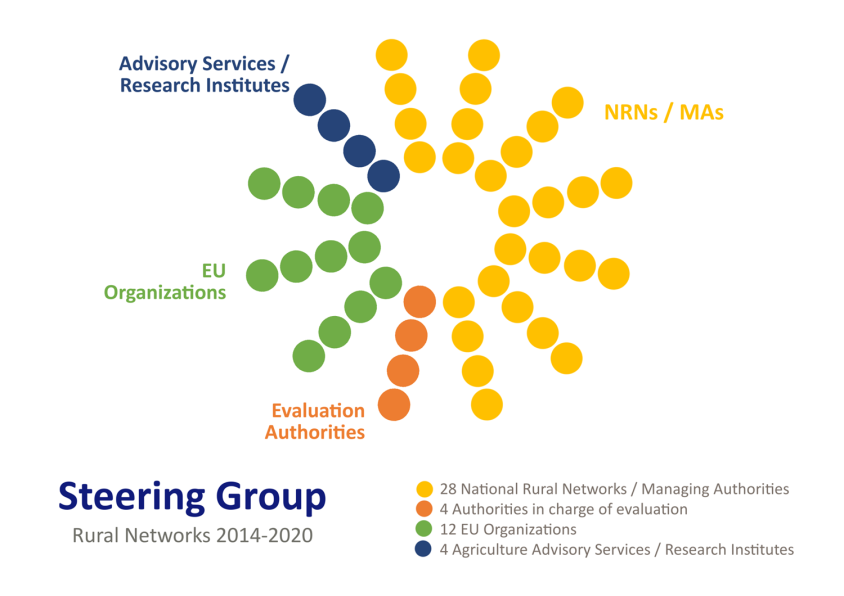 Advisory Services /
Research Institutes
NRNs / MAs
EU
Organizations
Evaluation
Authorities
Steering Group
Rural Networks 2014-2020
28 National Rural Networks / Managing Authorities
4 Authorities in charge of evaluation
12 EU Organizations
4 Agriculture Advisory Services / Research Institutes